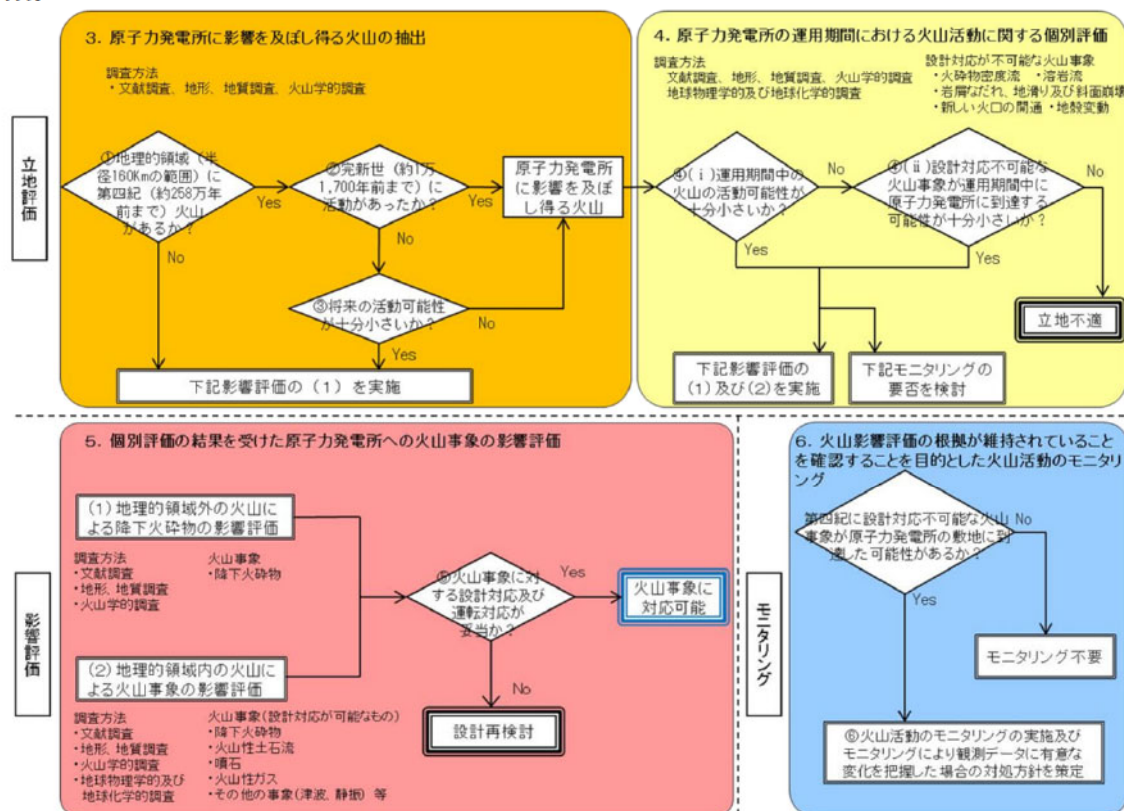 3．原子力発電所に影響を及ぼし得る火山の抽出
調査方法
・文献調査、地形、地質調査、火山学的調査
立地評価
①地理的領域（半
径160Kmの範囲）に
第四紀（約258万年
前まで）火山
があるか？
Yes
No
②完新世（約1万
1,700年前まで）に
活動があったか？
Yes
No
原子力発電所
に影響を及ぼ
し得る火山
③将来の活動可能性
が十分小さいか？
No
Yes
下記影響評価の（1）を実施
4．原子力発電所の運用期間における火山活動に関する個別評価
調査方法
文献調査、地形、地質調査、火山学的調査
地球物理学的及び地球化学的調査
設計対応が不可能な火山事象
・火砕物密度流　・溶岩流
・岩屑なだれ、地滑り及び斜面崩壊
・新しい火口の開通・地殻変動
④(ⅰ)運用期間中の
火山の活動可能性が
十分小さいか？
No
Yes
④(ⅱ)設計対応不可能な
火山事象が運用期間中に
原子力発電所に到達する
可能性が十分小さいか？
No
Yes
No
立地不適
下記影響評価の
(1)及び(2)を実施
下記モニタリングの
要否を検討
5．個別評価の結果を受けた原子力発電所への火山事象の影響評価
影響評価
(1)地理的領域外の火山に
よる降下火砕物の影響評価
調査方法
・文献調査
・地形、地質調査
・火山学的調査
火山事象
・降下火砕物
⑤火山事象に対
する設計対応及び
運転対応が
妥当か？
Yes
火山事象に
対応可能
No
設計再検討
(2)地理的領域内の火山に
よる火山事象の影響評価
調査方法
・文献調査
・地形、地質調査
・火山学的調査
・地球物理学的及び
地球化学的調査
火山事象(設計対応が可能なもの)
・降下火砕物
・火山性土石流
・噴石
・火山性ガス
・その他の事象(津波、静振)等
モニタリング
6．火山影響評価の根拠が維持されていること
を確認することを目的とした火山活動のモニタ
リング
第四紀に設計対応不可能な火山
事象が原子力発電所の敷地に到
達した可能性があるか？
No
Yes
モニタリング不要
⑥火山活動のモニタリングの実施及び
モニタリングにより観測データに有意な
変化を把握した場合の対処方針を策定